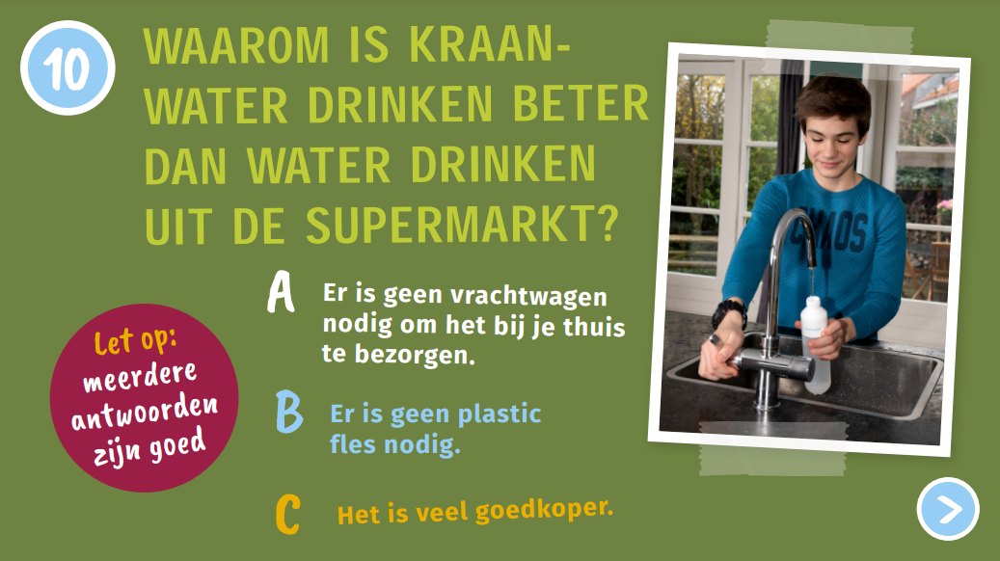 10
WAAROM IS KRAAN-
WATER DRINKEN BETER
DAN WATER DRINKEN
UIT DE SUPERMARKT?
A
Er is geen vrachtwagen
nodig om het bij je thuis
te bezorgen.
Let op:
meerdere
antwoorden
zijn goed
B
Er is geen plastic
fles nodig.
C
Het is veel goedkoper.
CHAOS